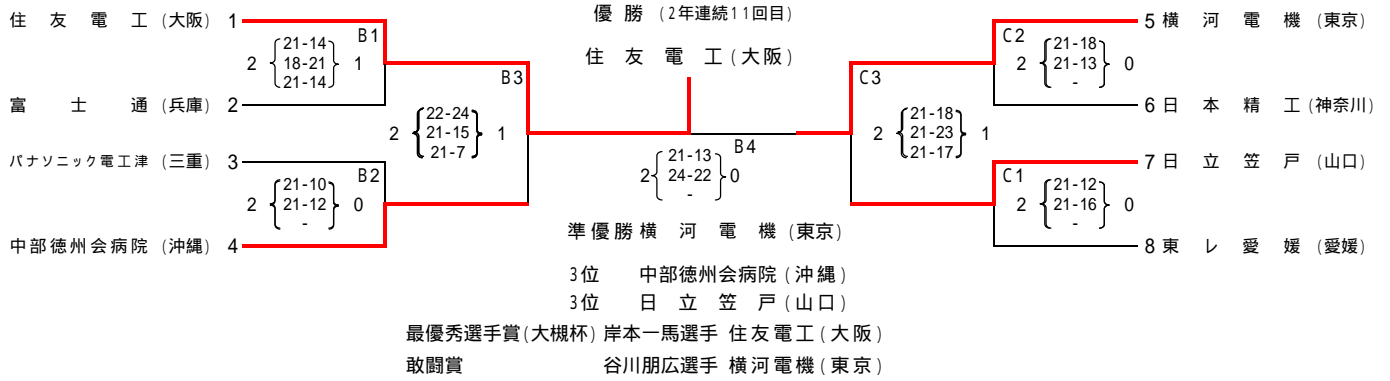 優 勝 (2年連続11回目)
住 友 電 工 (大阪)
住 友 電 工 (大阪) 1
富 士 通 (兵庫) 2
パナソニック電工津 (三重) 3
中部徳州会病院 (沖縄) 4
B1
2 21-14 1
18-21
21-14
B2
2 21-10 0
21-12
-
B3
2 22-24 1
21-15
21-7
B4
2 21-13 0
24-22
-
C3
2 21-18 1
21-23
21-17
C2
2 21-18 0
21-13
-
C1
2 21-12 0
21-16
-
5 横 河 電 機 (東京)
6 日 本 精 工 (神奈川)
7 日 立 笠 戸 (山口)
8 東 レ 愛 媛 (愛媛)
準優勝 横 河 電 機 (東京)
3位 中部徳州会病院 (沖縄)
3位 日 立 笠 戸 (山口)
最優秀選手賞(大槻杯) 岸本一馬選手 住友電工(大阪)
敢闘賞 谷川朋広選手 横河電機(東京)